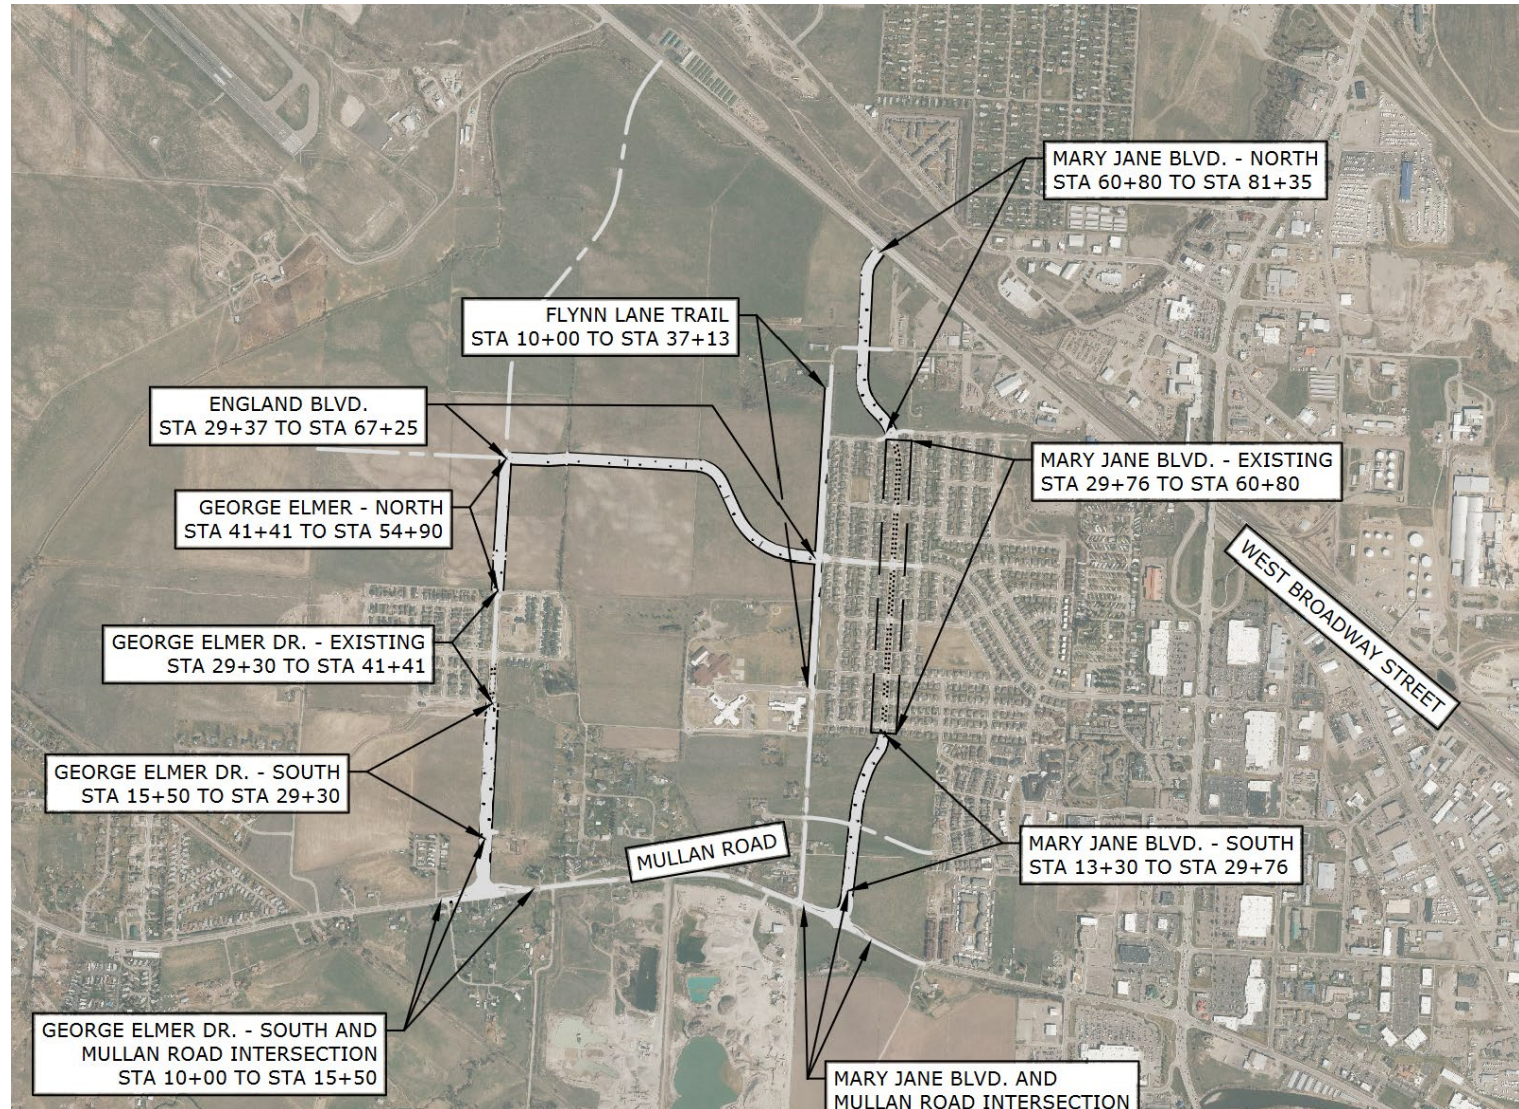 MARY JANE BLVD. - NORTH
STA 60+80 TO STA 81+35
FLYNN LANE TRAIL
STA 10+00 TO STA 37+13
ENGLAND BLVD.
STA 29+37 TO STA 67+25
MARY JANE BLVD. - EXISTING
STA 29+76 TO STA 60+80
GEORGE ELMER - NORTH
STA 41+41 TO STA 54+90
WEST BROADWAY STREET
GEORGE ELMER DR. - EXISTING
STA 29+30 TO STA 41+41
GEORGE ELMER DR. - SOUTH
STA 15+50 TO STA 29+30
MULLAN ROAD
MARY JANE BLVD. - SOUTH
STA 13+30 TO STA 29+76
GEORGE ELMER DR. - SOUTH AND
MULLAN ROAD INTERSECTION
STA 10+00 TO STA 15+50
MARY JANE BLVD. AND
MULLAN ROAD INTERSECTION